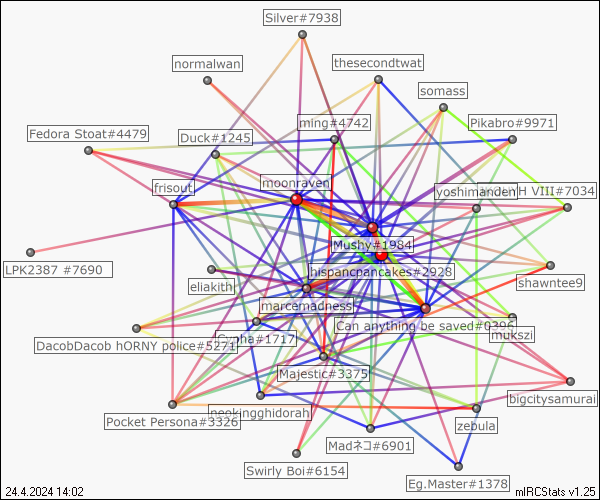 Silver#7938
normalwan
thesecondtwat
somass
ming#4742
Pikabro#9971
Fedora Stoat#4479
Duck#1245
moonraven
frisout
yoshimandem
H VIII#7034
Mushy#1984
hispancpancakes#2928
LPK2387 #7690
eliakith
shawntee9
marcemadness
Can anything be saved#0396
DacobDacob hORNY police#5271
#1717
mukszi
Majestic#3375
bigcitysamurai
Pocket Persona#3326
neokingghidorah
zebula
Madネコ#6901
Swirly Boi#6154
Eg.Master#1378
24.4.2024 14:02
mIRCStats v1.25